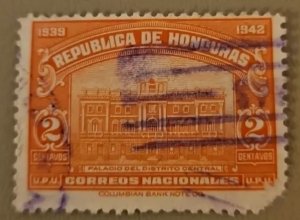 1939 1942
REPUBLICA DE HONDURAS
2 2
CENTAVOS CENTAVOS
PALACIO DEL DISTRITO CENTRAL
U.P.U. CORREOS NACIONALES U.P.U.
COLUMBIAN BANK NOTE CO.